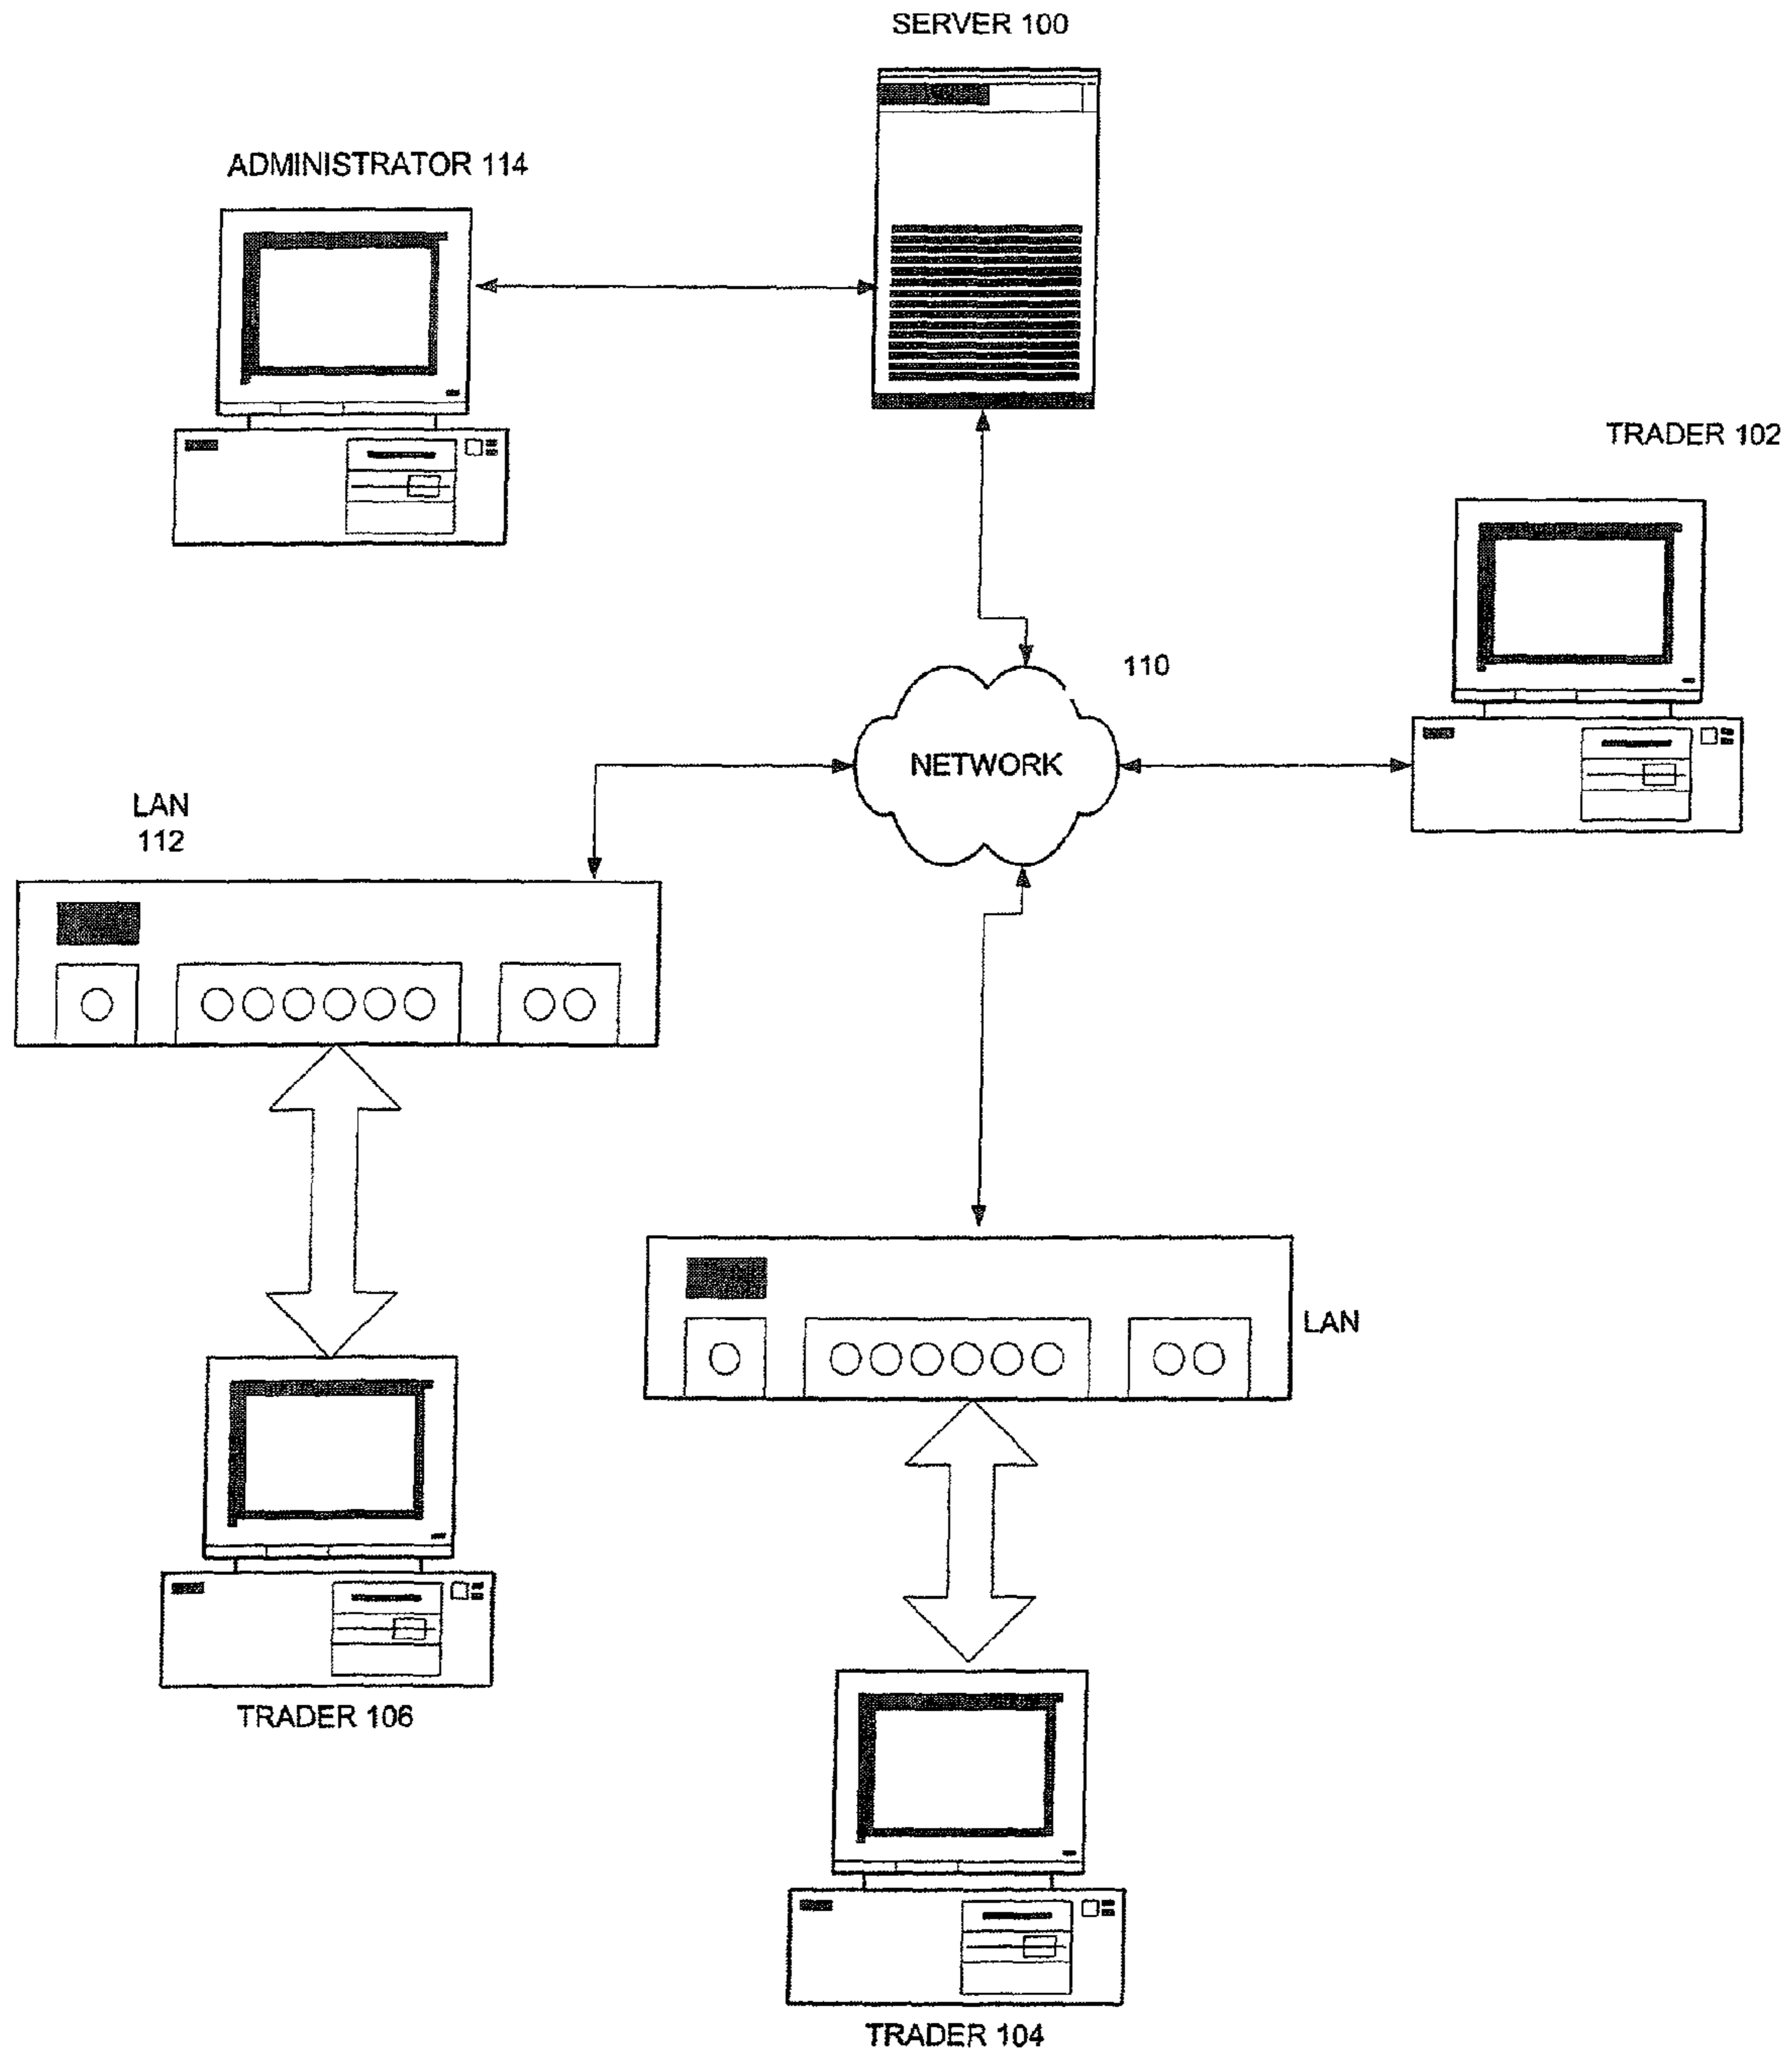 SERVER 100
ADMINISTRATOR 114
TRADER 102
110
NETWORK
LAN
112
LAN
TRADER 106
TRADER 104